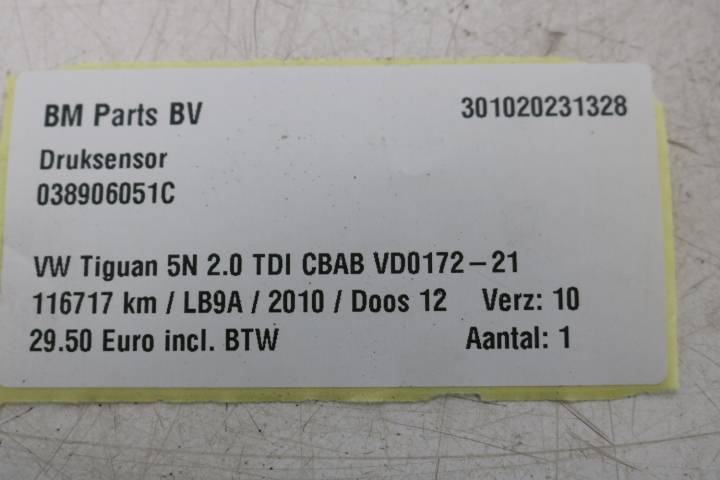 BM Parts BV 301020231328
Druksensor
038906051C
VW Tiguan 5N 2.0 TDI CBAB VD0172-21
116717 km / LB9A / 2010 / Doos 12 Verz: 10
29.50 Euro incl. BTW Aantal: 1